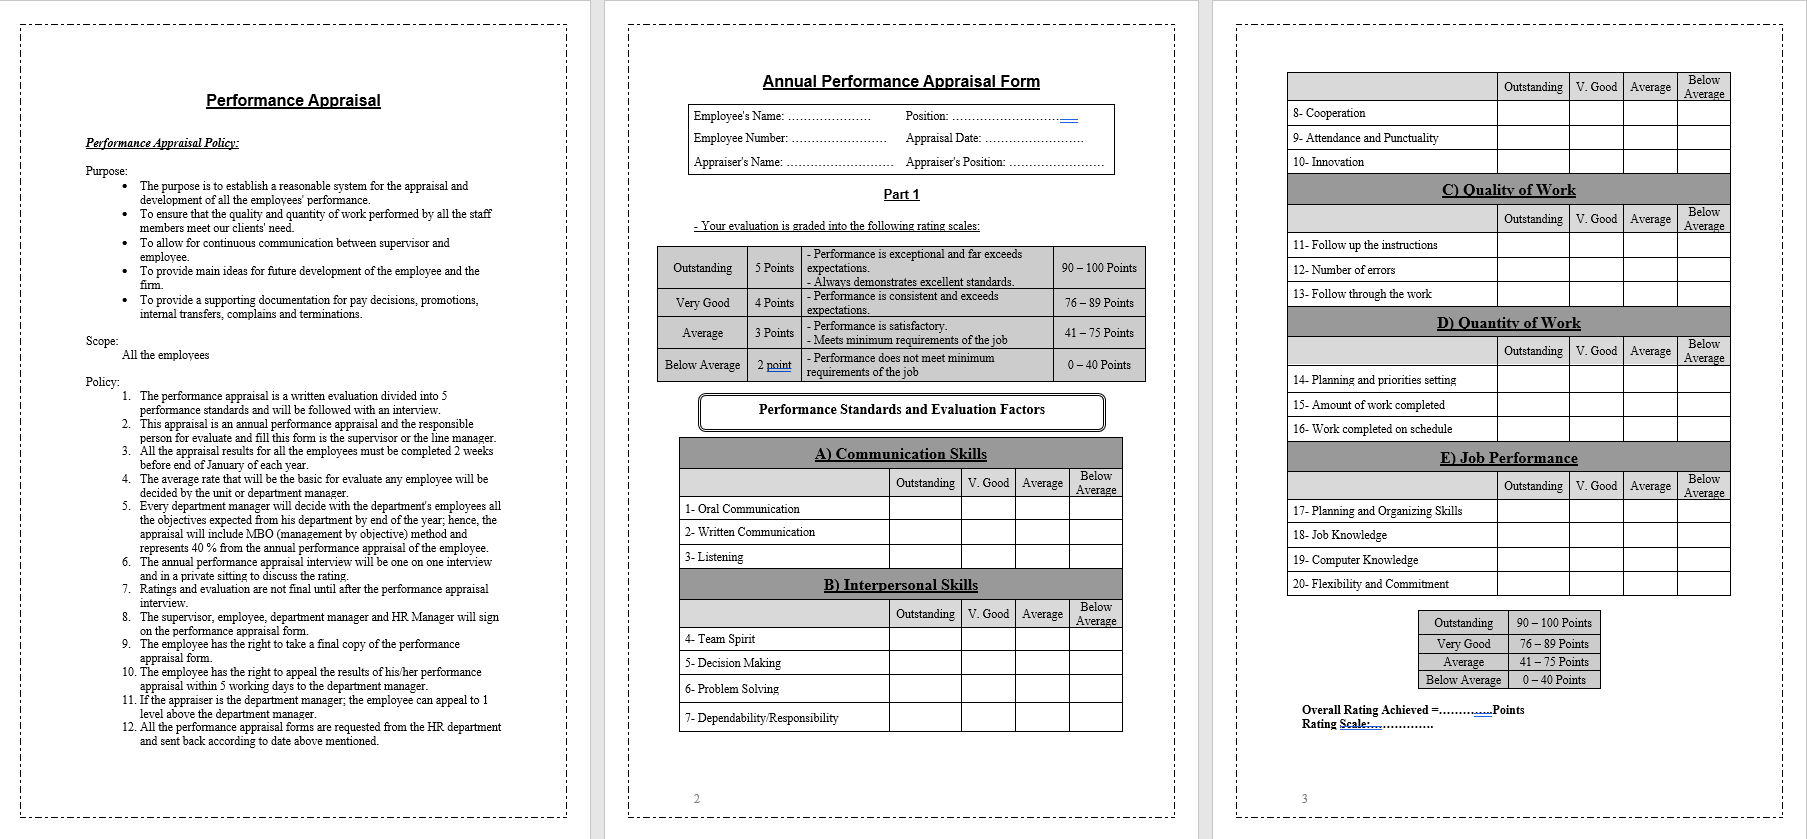 Performance Appraisal
Performance Appraisal Policy:
Purpose:
• The purpose is to establish a reasonable system for the appraisal and
development of all the employees' performance.
• To ensure that the quality and quantity of work performed by all the staff
members meet our clients' need.
• To allow for continuous communication between supervisor and
employee.
• To provide main ideas for future development of the employee and the
firm.
• To provide a supporting documentation for pay decisions, promotions,
internal transfers, complains and terminations.
Scope:
All the employees
Policy:
1. The performance appraisal is a written evaluation divided into 5
performance standards and will be followed with an interview.
2. This appraisal is an annual performance appraisal and the responsible
person for evaluate and fill this form is the supervisor or the line manager.
3. All the appraisal results for all the employees must be completed 2 weeks
before end of January of each year.
4. The average rate that will be the basic for evaluate any employee will be
decided by the unit or department manager.
5. Every department manager will decide with the department's employees all
the objectives expected from his department by end of the year; hence, the
appraisal will include MBO (management by objective) method and
represents 40 % from the annual performance appraisal of the employee.
6. The annual performance appraisal interview will be one on one interview
and in a private sitting to discuss the rating.
7. Ratings and evaluation are not final until after the performance appraisal
interview.
8. The supervisor, employee, department manager and HR Manager will sign
on the performance appraisal form.
9. The employee has the right to take a final copy of the performance
appraisal form.
10. The employee has the right to appeal the results of his/her performance
appraisal within 5 working days to the department manager.
11. If the appraiser is the department manager; the employee can appeal to 1
level above the department manager.
12. All the performance appraisal forms are requested from the HR department
and sent back according to date above mentioned.
Annual Performance Appraisal Form
Employee's Name: ………………… Position: ………………………
Employee Number: …………………… Appraisal Date: …………………….
Appraiser's Name: ……………………… Appraiser's Position: ……………………
Part 1
- Your evaluation is graded into the following rating scales:
Outstanding 5 Points - Performance is exceptional and far exceeds
expectations.
- Always demonstrates excellent standards. 90 – 100 Points
Very Good 4 Points - Performance is consistent and exceeds
expectations. 76 – 89 Points
Average 3 Points - Performance is satisfactory.
- Meets minimum requirements of the job 41 – 75 Points
Below Average 2 point - Performance does not meet minimum
requirements of the job 0 – 40 Points
Performance Standards and Evaluation Factors
A) Communication Skills
Outstanding V. Good Average Below
Average
1- Oral Communication
2- Written Communication
3- Listening
B) Interpersonal Skills
Outstanding V. Good Average Below
Average
4- Team Spirit
5- Decision Making
6- Problem Solving
7- Dependability/Responsibility
2
Outstanding V. Good Average Below
Average
8- Cooperation
9- Attendance and Punctuality
10- Innovation
C) Quality of Work
Outstanding V. Good Average Below
Average
11- Follow up the instructions
12- Number of errors
13- Follow through the work
D) Quantity of Work
Outstanding V. Good Average Below
Average
14- Planning and priorities setting
15- Amount of work completed
16- Work completed on schedule
E) Job Performance
Outstanding V. Good Average Below
Average
17- Planning and Organizing Skills
18- Job Knowledge
19- Computer Knowledge
20- Flexibility and Commitment
Outstanding 90 – 100 Points
Very Good 76 – 89 Points
Average 41 – 75 Points
Below Average 0 – 40 Points
Overall Rating Achieved =…………..Points
Rating Scale:……………
3